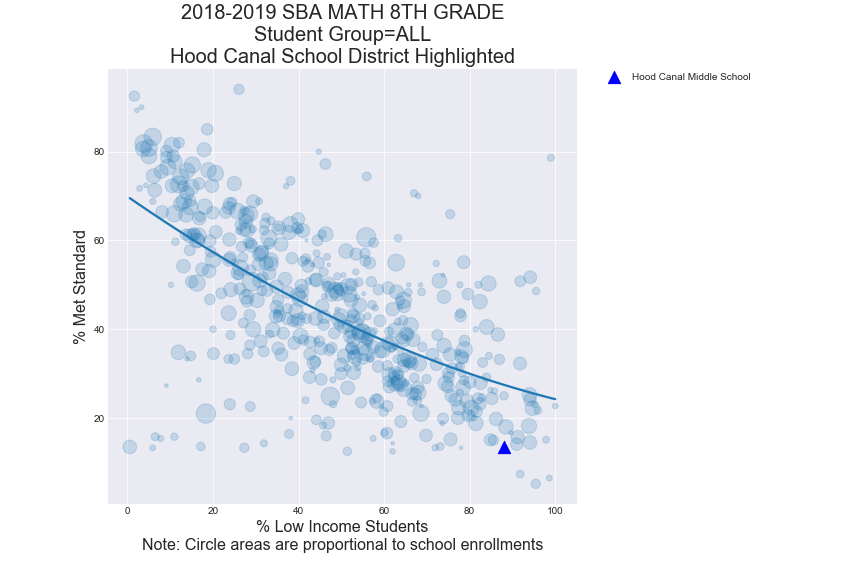 2018-2019 SBA MATH 8TH GRADE
Student Group=ALL
Hood Canal School District Highlighted
Hood Canal Middle School
% Met Standard
80
60
40
20
0 20 40 60 80 100
% Low Income Students
Note: Circle areas are proportional to school enrollments